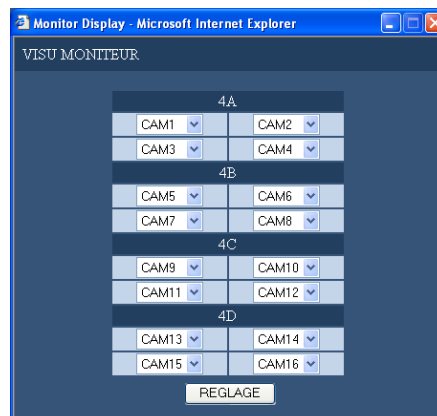 Monitor Display - Microsoft Internet Explorer
VISU MONITEUR
4A
CAM1 CAM2
CAM3 CAM4
4B
CAM5 CAM6
CAM7 CAM8
4C
CAM9 CAM10
CAM11 CAM12
4D
CAM13 CAM14
CAM15 CAM16
REGLAGE